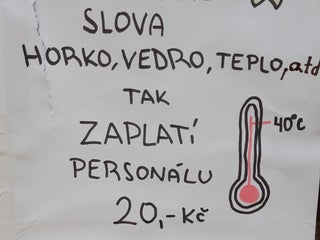 SLOVA
HORKO, VEDRO, TEPLO, atd
TAK
ZAPLATÍ
40°C
PERSONÁLU
20,-Kč